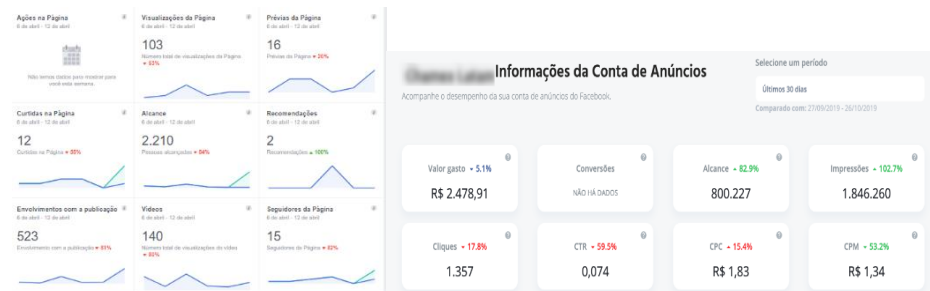 Ações na Página
6 de abril - 12 de abril
Não temos dados para mostrar para
você esta semana.
Visualizações da Página
6 de abril - 12 de abril
103
Número total de visualizações da Página
▼ 63%
Prévias da Página
6 de abril - 12 de abril
16
Prévias da Página ▼ 20%
Curtidas na Página
6 de abril - 12 de abril
12
Curtidas na Página ▼ 85%
Alcance
6 de abril - 12 de abril
2.210
Pessoas alcançadas ▼ 84%
Recomendações
6 de abril - 12 de abril
2
Recomendações ▲ 100%
Envolvimentos com a publicação
6 de abril - 12 de abril
523
Envolvimento com a publicação ▼ 81%
Vídeos
6 de abril - 12 de abril
140
Número total de visualizações de vídeo
▼ 80%
Seguidores da Página
6 de abril - 12 de abril
15
Seguidores da Página ▼ 82%
Informações da Conta de Anúncios
Acompanhe o desempenho da sua conta de anúncios do Facebook.
Selecione um período
Últimos 30 dias
Comparado com: 27/09/2019 - 26/10/2019
Valor gasto ▼ 5.1%
R$ 2.478,91
Conversões
NÃO HÁ DADOS
Alcance ▲ 82.9%
800.227
Impressões ▲ 102.7%
1.846.260
Cliques ▼ 17.8%
1.357
CTR ▼ 59.5%
0,074
CPC ▲ 15.4%
R$ 1,83
CPM ▼ 53.2%
R$ 1,34